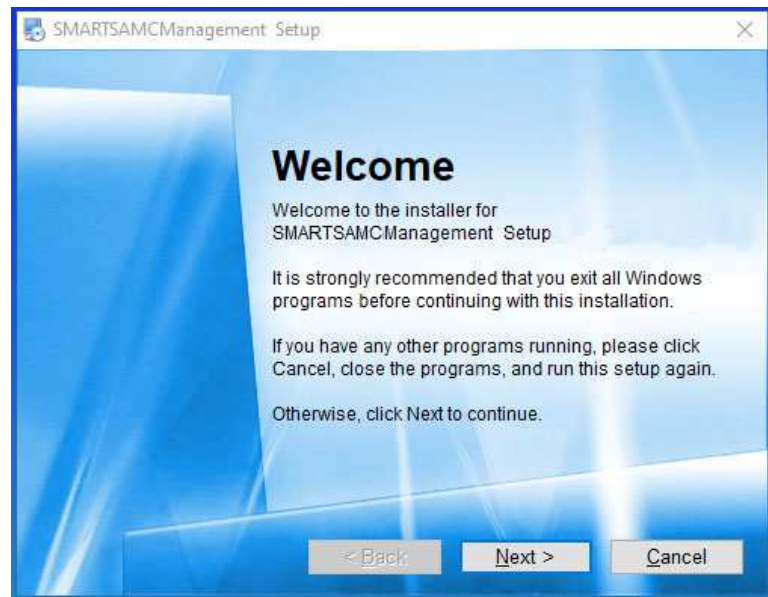 SMARTSAMCManagement Setup
Welcome
Welcome to the installer for
SMARTSAMCManagement Setup
It is strongly recommended that you exit all Windows
programs before continuing with this installation.
If you have any other programs running, please click
Cancel, close the programs, and run this setup again.
Otherwise, click Next to continue.
< Back
Next >
Cancel